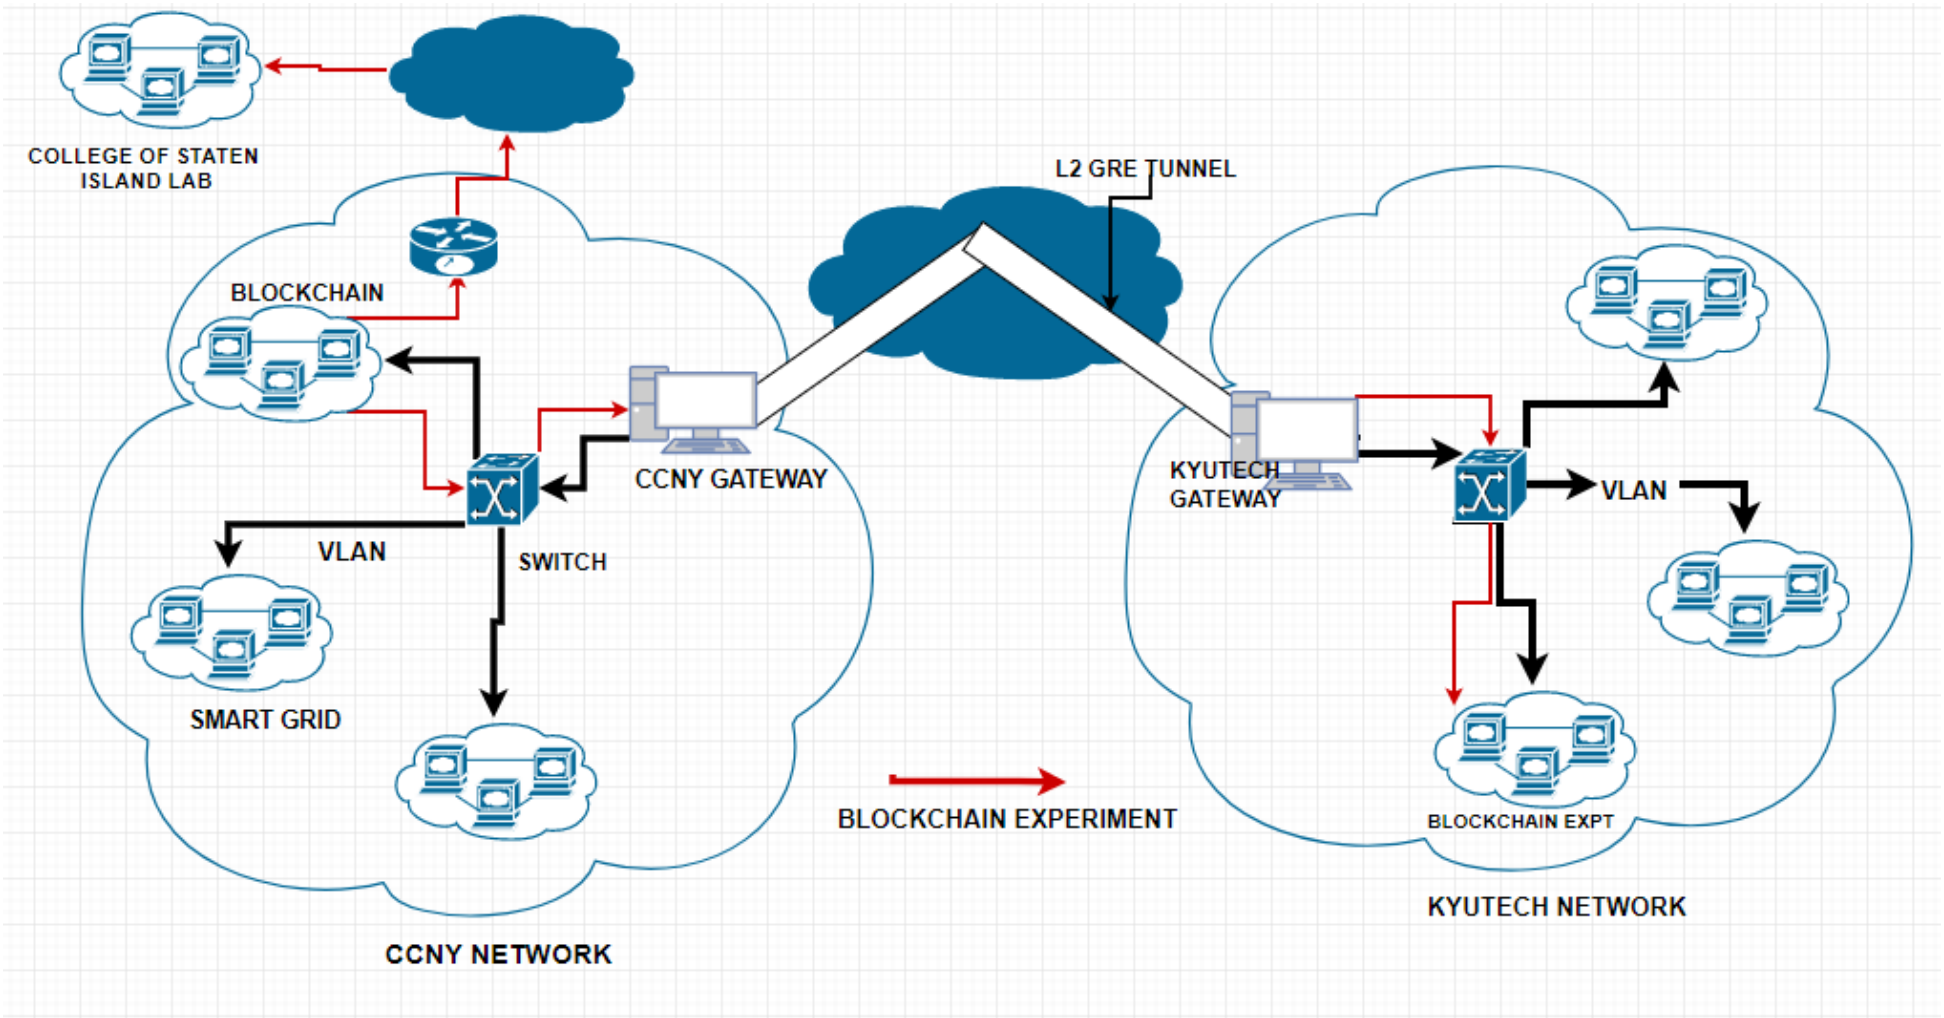 COLLEGE OF STATEN
ISLAND LAB
L2 GRE TUNNEL
BLOCKCHAIN
CCNY GATEWAY
KYUTECH
GATEWAY
VLAN
VLAN
SWITCH
SMART GRID
BLOCKCHAIN EXPERIMENT
BLOCKCHAIN EXPT
KYUTECH NETWORK
CCNY NETWORK